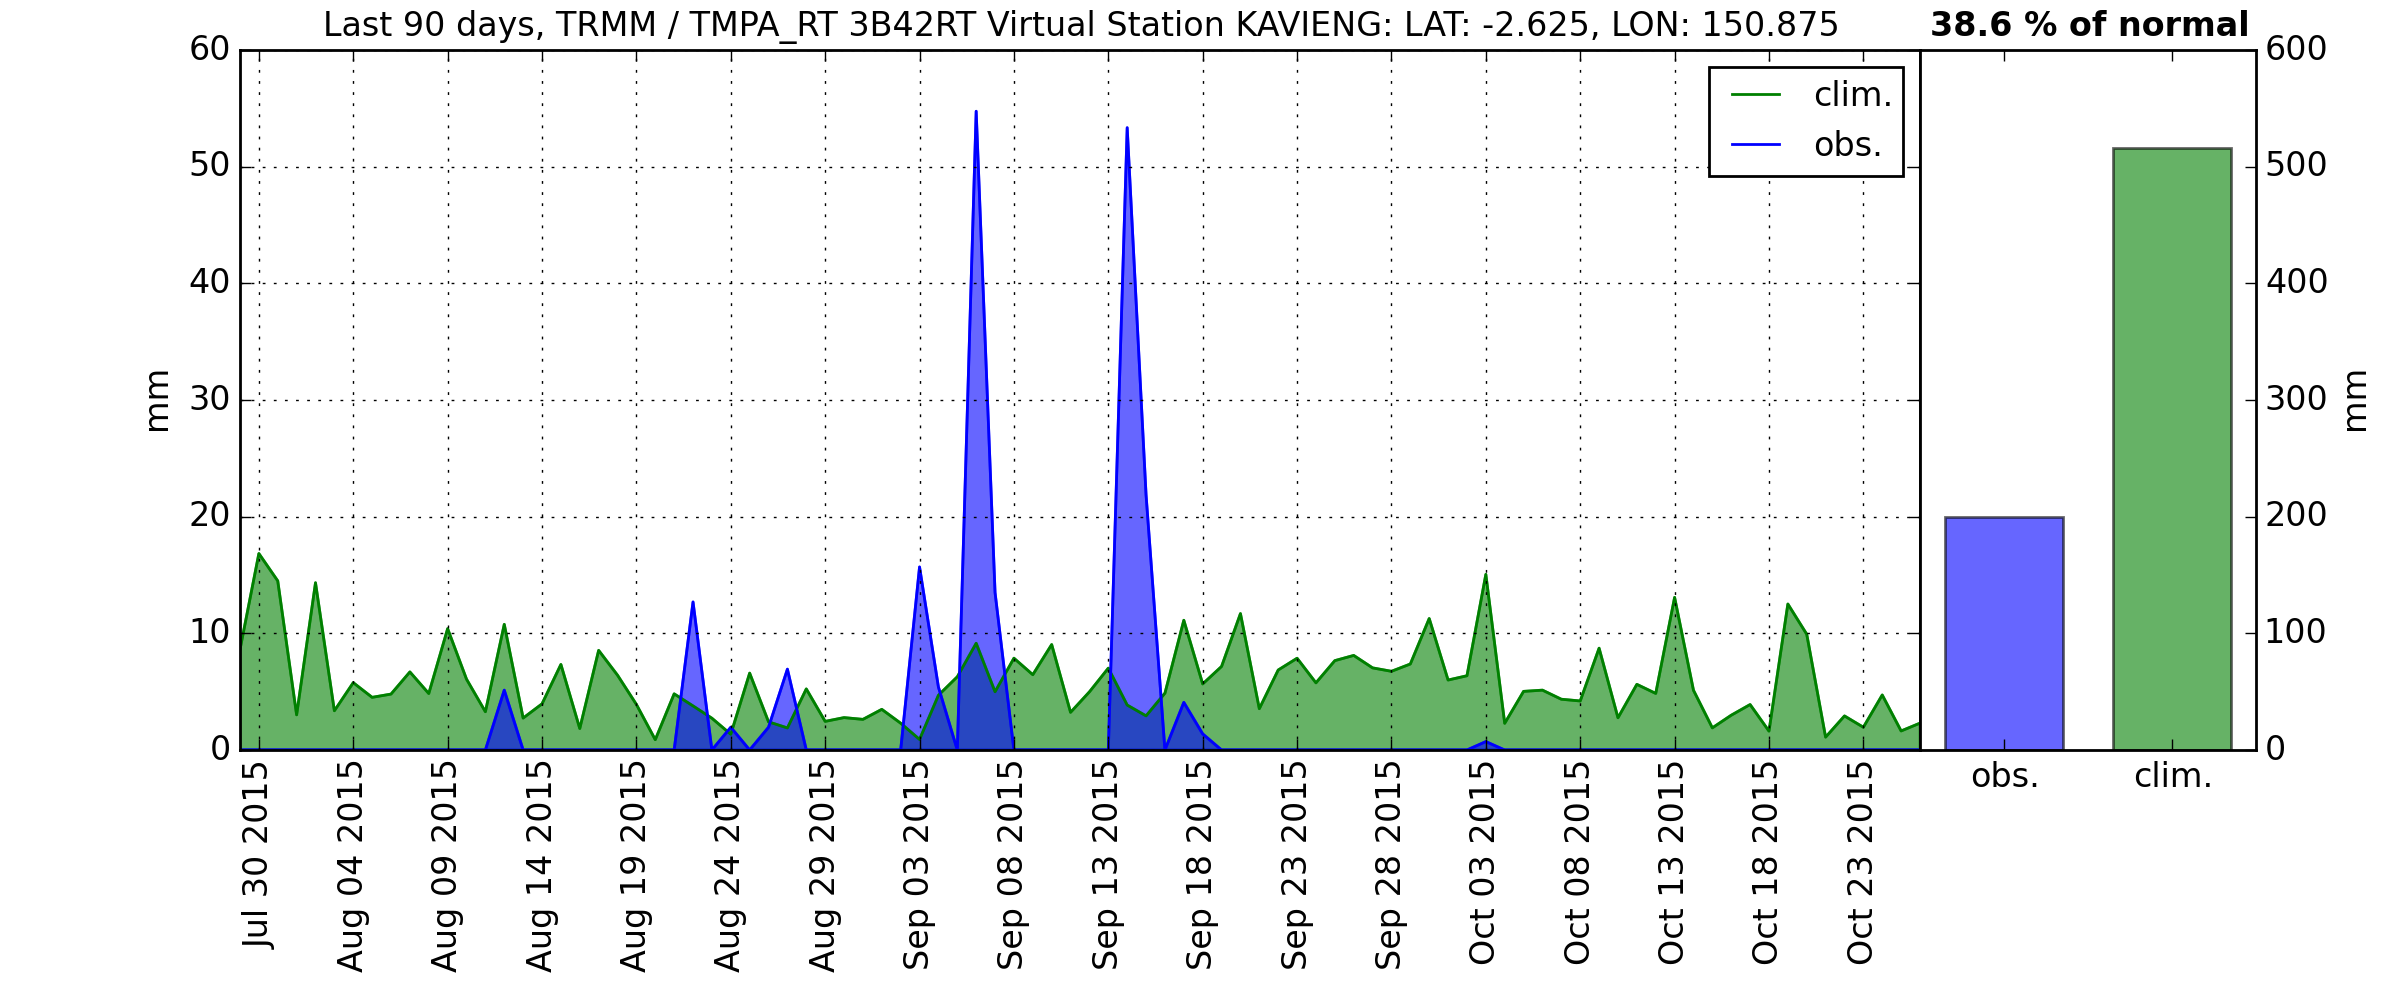 Last 90 days, TRMM / TMPA_RT 3B42RT Virtual Station KAVIENG: LAT: -2.625, LON: 150.875
38.6 % of normal
60
50
40
30
20
10
0
mm
clim.
obs.
Jul 30 2015
Aug 04 2015
Aug 09 2015
Aug 14 2015
Aug 19 2015
Aug 24 2015
Aug 29 2015
Sep 03 2015
Sep 08 2015
Sep 13 2015
Sep 18 2015
Sep 23 2015
Sep 28 2015
Oct 03 2015
Oct 08 2015
Oct 13 2015
Oct 18 2015
Oct 23 2015
obs.
clim.
600
500
400
300
200
100
0
mm